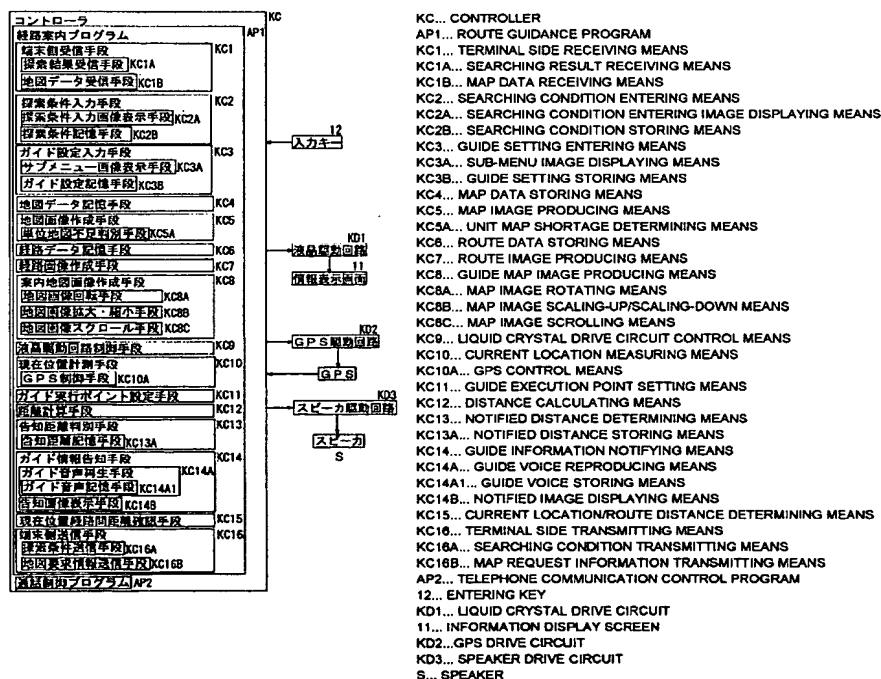 コントローラ
KC
経路案内プログラム
AP1
端末側受信手段
KC1
探索結果受信手段 KC1A
地図データ受信手段 KC1B
探索条件入力手段
KC2
探索条件入力画像表示手段 KC2A
探索条件記憶手段 KC2B
ガイド設定入力手段
KC3
サブメニュー画像表示手段 KC3A
ガイド設定記憶手段 KC3B
地図データ記憶手段
KC4
地図画像作成手段
KC5
単位地図不足判別手段 KC5A
経路データ記憶手段
KC6
経路画像作成手段
KC7
案内地図画像作成手段
KC8
地図画像回転手段 KC8A
地図画像拡大・縮小手段 KC8B
地図画像スクロール手段 KC8C
液晶駆動回路制御手段
KC9
現在位置計測手段
KC10
GPS制御手段 KC10A
ガイド実行ポイント設定手段
KC11
距離計算手段
KC12
告知距離判別手段
KC13
告知距離記憶手段 KC13A
ガイド情報告知手段
KC14
ガイド音声再生手段
KC14A
ガイド音声記憶手段 KC14A1
告知画像表示手段 KC14B
現在位置経路間距離確認手段
KC15
端末側送信手段
KC16
探索条件送信手段 KC16A
地図要求情報送信手段 KC16B
通話制御プログラム AP2
12
入力キー
KD1
液晶駆動回路
11
情報表示画面
KD2
GPS駆動回路
GPS
KD3
スピーカ駆動回路
スピーカ
S
KC... CONTROLLER
AP1... ROUTE GUIDANCE PROGRAM
KC1... TERMINAL SIDE RECEIVING MEANS
KC1A... SEARCHING RESULT RECEIVING MEANS
KC1B... MAP DATA RECEIVING MEANS
KC2... SEARCHING CONDITION ENTERING MEANS
KC2A... SEARCHING CONDITION ENTERING IMAGE DISPLAYING MEANS
KC2B... SEARCHING CONDITION STORING MEANS
KC3... GUIDE SETTING ENTERING MEANS
KC3A... SUB-MENU IMAGE DISPLAYING MEANS
KC3B... GUIDE SETTING STORING MEANS
KC4... MAP DATA STORING MEANS
KC5... MAP IMAGE PRODUCING MEANS
KC5A... UNIT MAP SHORTAGE DETERMINING MEANS
KC6... ROUTE DATA STORING MEANS
KC7... ROUTE IMAGE PRODUCING MEANS
KC8... GUIDE MAP IMAGE PRODUCING MEANS
KC8A... MAP IMAGE ROTATING MEANS
KC8B... MAP IMAGE SCALING-UP/SCALING-DOWN MEANS
KC8C... MAP IMAGE SCROLLING MEANS
KC9... LIQUID CRYSTAL DRIVE CIRCUIT CONTROL MEANS
KC10... CURRENT LOCATION MEASURING MEANS
KC10A... GPS CONTROL MEANS
KC11... GUIDE EXECUTION POINT SETTING MEANS
KC12... DISTANCE CALCULATING MEANS
KC13... NOTIFIED DISTANCE DETERMINING MEANS
KC13A... NOTIFIED DISTANCE STORING MEANS
KC14... GUIDE INFORMATION NOTIFYING MEANS
KC14A... GUIDE VOICE REPRODUCING MEANS
KC14A1... GUIDE VOICE STORING MEANS
KC14B... NOTIFIED IMAGE DISPLAYING MEANS
KC15... CURRENT LOCATION/ROUTE DISTANCE DETERMINING MEANS
KC16... TERMINAL SIDE TRANSMITTING MEANS
KC16A... SEARCHING CONDITION TRANSMITTING MEANS
KC16B... MAP REQUEST INFORMATION TRANSMITTING MEANS
AP2... TELEPHONE COMMUNICATION CONTROL PROGRAM
12... ENTERING KEY
KD1... LIQUID CRYSTAL DRIVE CIRCUIT
11... INFORMATION DISPLAY SCREEN
KD2...GPS DRIVE CIRCUIT
KD3... SPEAKER DRIVE CIRCUIT
S... SPEAKER